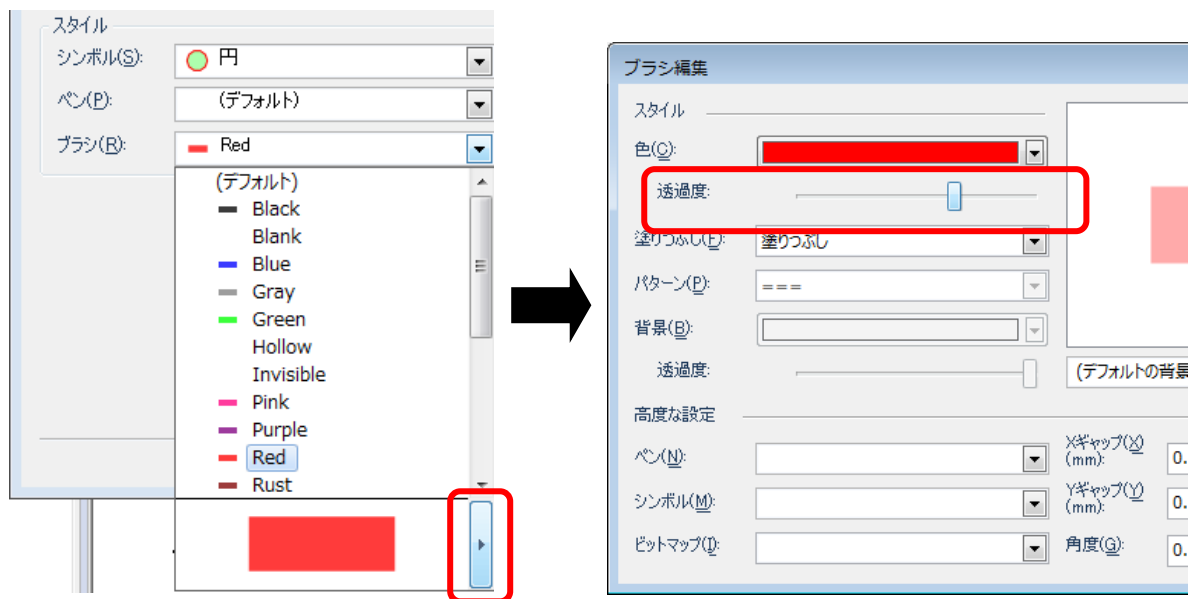 スタイル
シンボル(S): 円
ペン(P): (デフォルト)
ブラシ(R): Red
(デフォルト)
Black
Blank
Blue
Gray
Green
Hollow
Invisible
Pink
Purple
Red
Rust
ブラシ編集
スタイル
色(C):
透過度:
塗りつぶし(F): 塗りつぶし
パターン(P): ===
背景(B):
透過度: (デフォルトの背景
高度な設定
ペン(N): Xギャップ(X) (mm): 0.
シンボル(M): Yギャップ(Y) (mm): 0.
ビットマップ(I): 角度(G): 0.